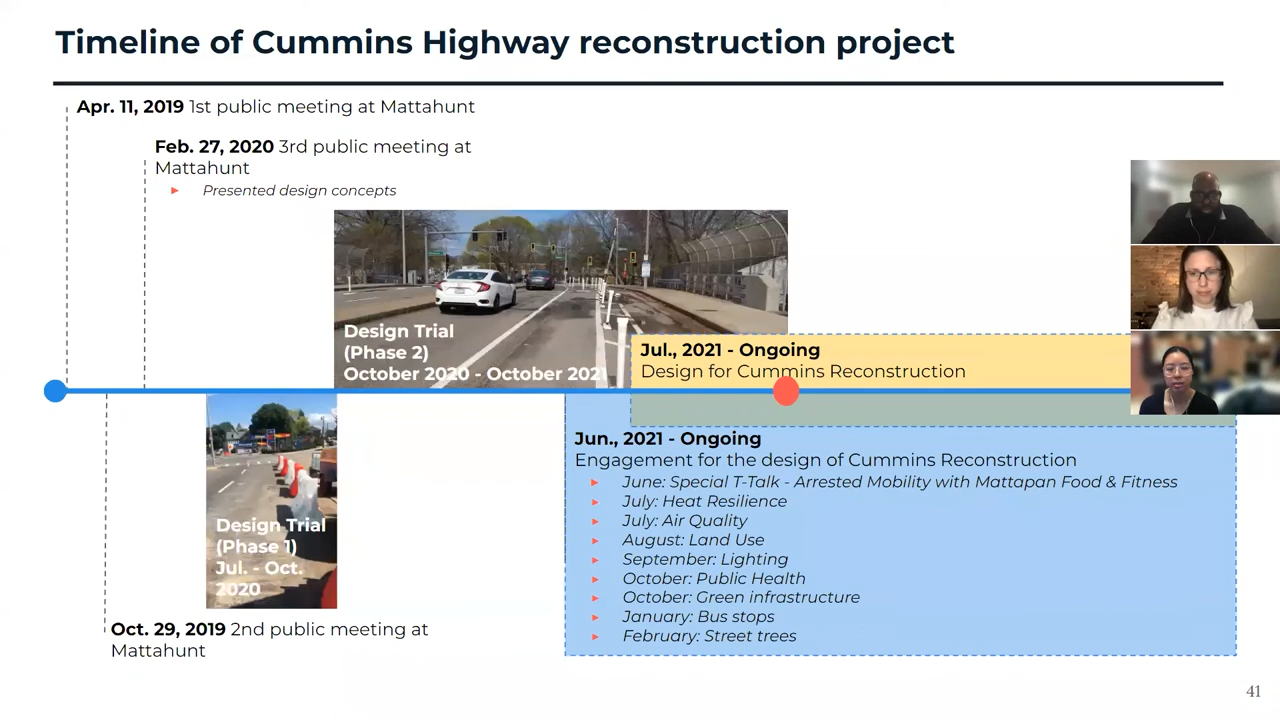 Timeline of Cummins Highway reconstruction project
Apr. 11, 2019 1st public meeting at Mattahunt
Feb. 27, 2020 3rd public meeting at
Mattahunt
Presented design concepts
Design Trial
(Phase 2)
October 2020 - October 2021
Jul., 2021 - Ongoing
Design for Cummins Reconstruction
Jun., 2021 - Ongoing
Engagement for the design of Cummins Reconstruction
June: Special T-Talk - Arrested Mobility with Mattapan Food & Fitness
July: Heat Resilience
July: Air Quality
August: Land Use
September: Lighting
October: Public Health
October: Green infrastructure
January: Bus stops
February: Street trees
Design Trial
(Phase 1)
Jul. - Oct.
2020
Oct. 29, 2019 2nd public meeting at
Mattahunt
41